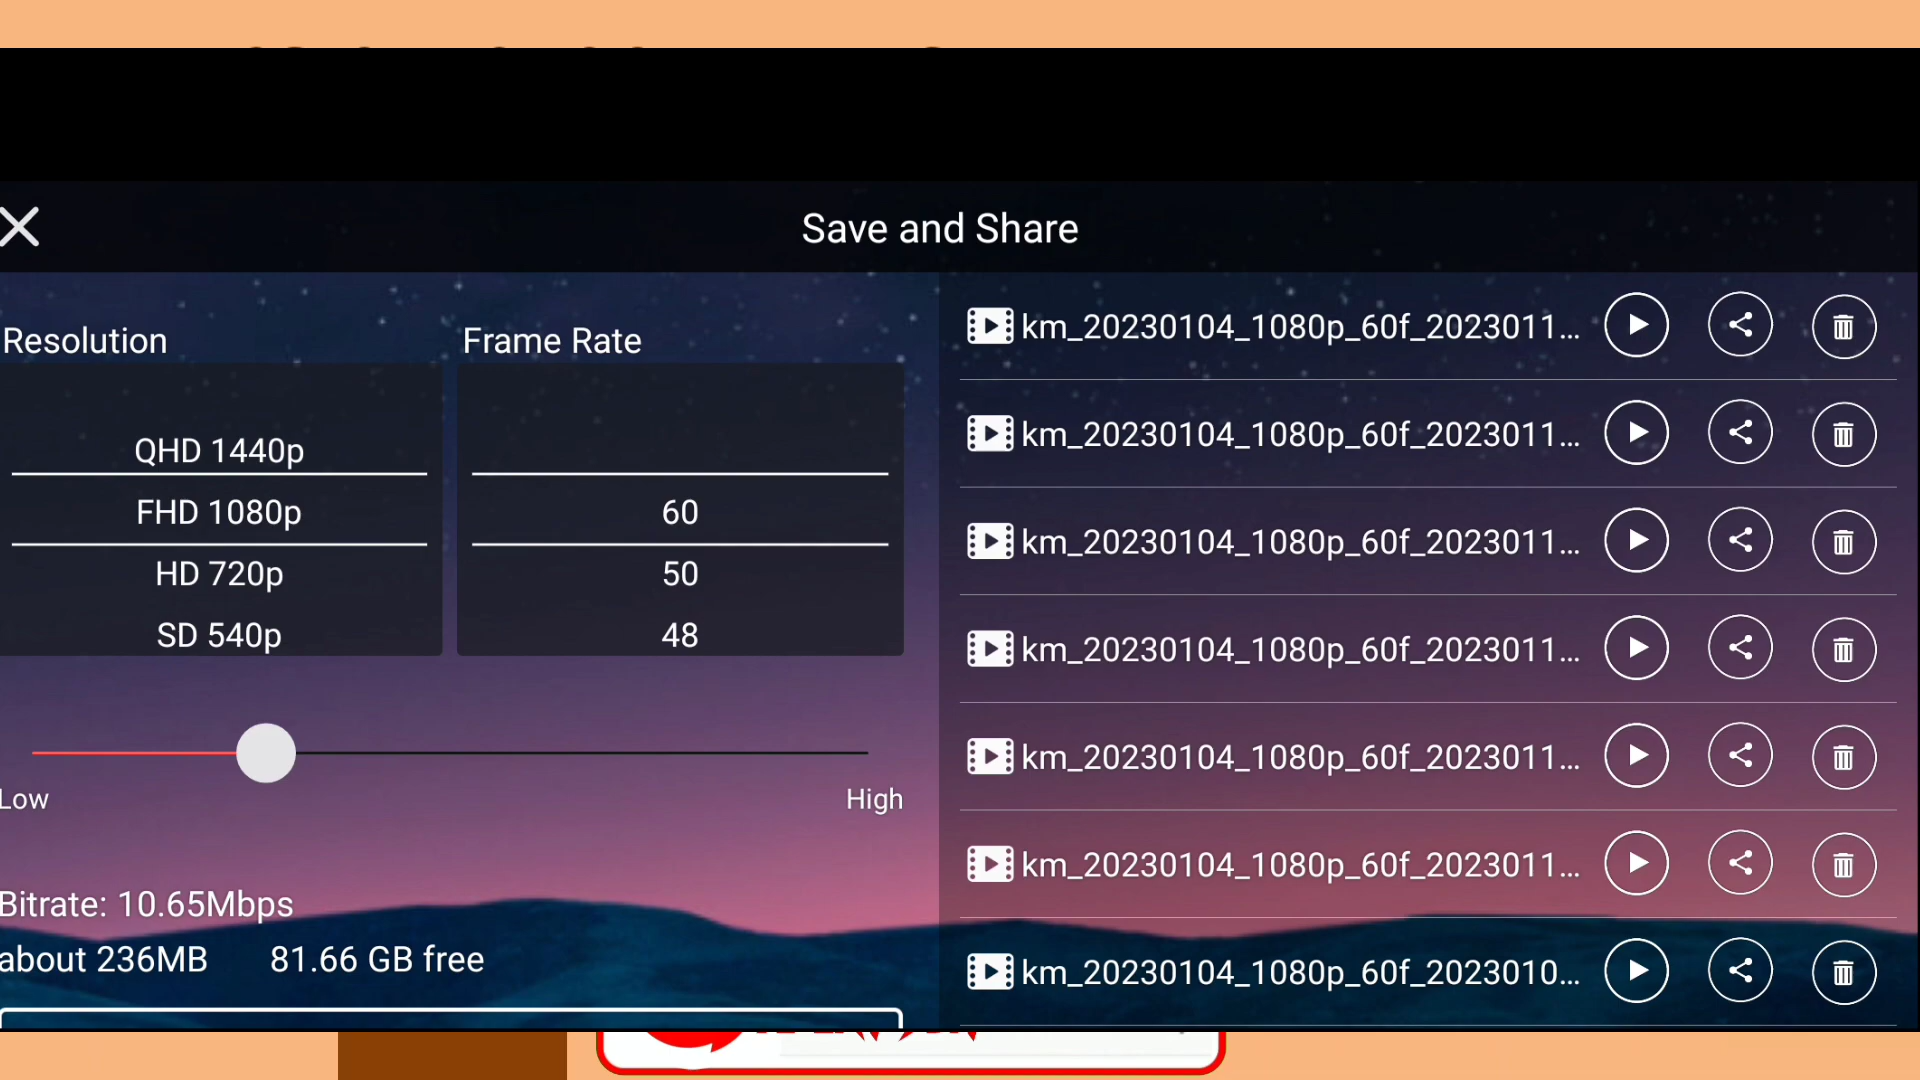 Save and Share
Resolution
Frame Rate
QHD 1440p
FHD 1080p
HD 720p
SD 540p
60
50
48
Low
High
Bitrate: 10.65Mbps
about 236MB 81.66 GB free
km_20230104_1080p_60f_2023011...
km_20230104_1080p_60f_2023011...
km_20230104_1080p_60f_2023011...
km_20230104_1080p_60f_2023011...
km_20230104_1080p_60f_2023011...
km_20230104_1080p_60f_2023011...
km_20230104_1080p_60f_2023010...